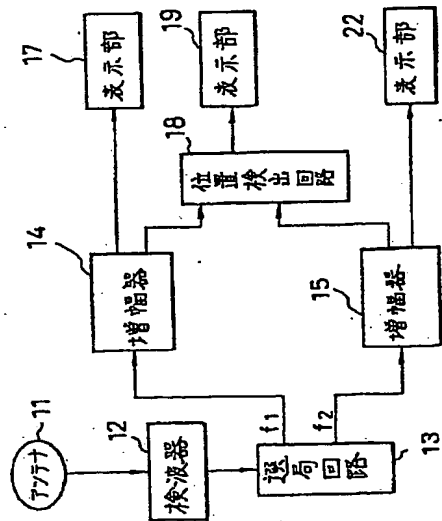 アンテナ
11
検波器
12
選局回路
13
f1
f2
増幅器
14
増幅器
15
位置検出回路
18
表示部
17
表示部
19
表示部
22